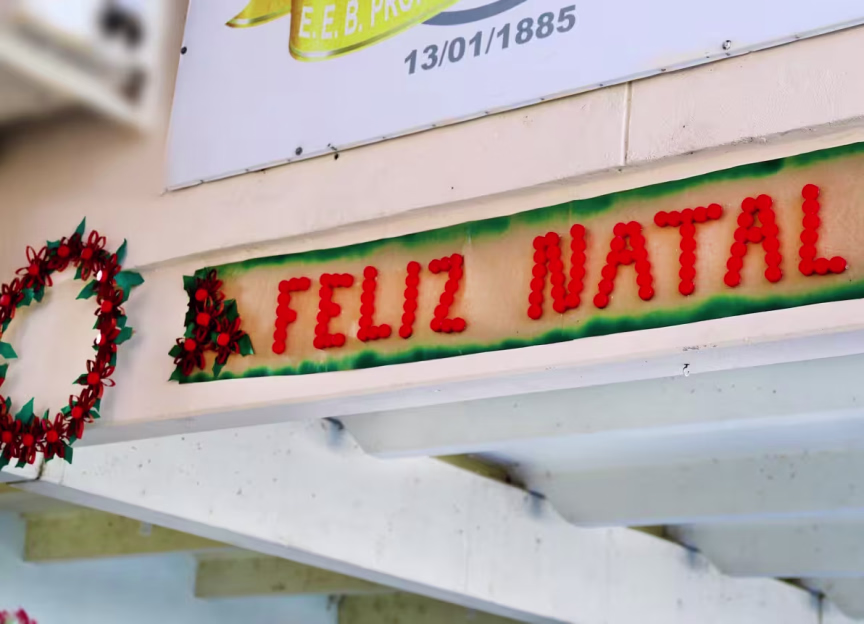 E. E. B. PRO
13/01/1885
FELIZ NATAL